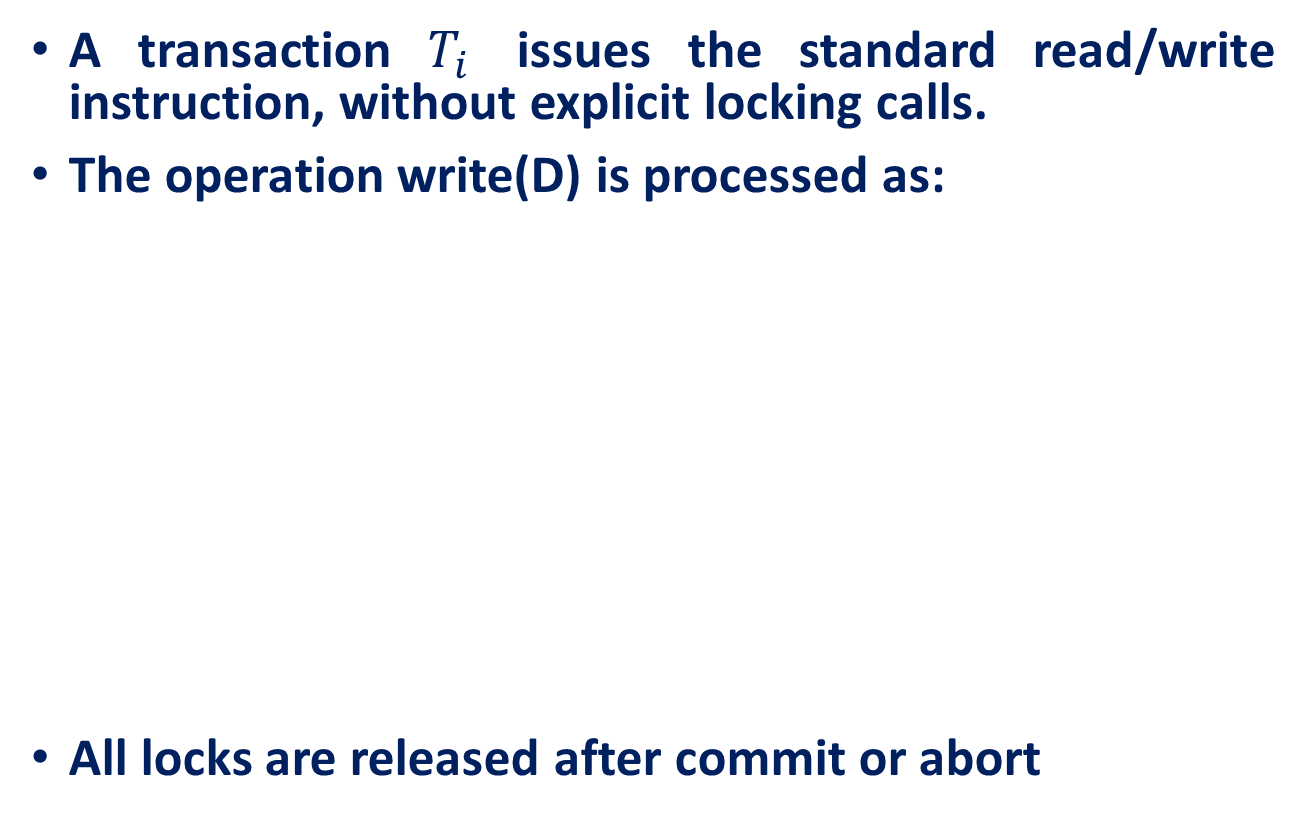 • A transaction 𝑇𝑖 issues the standard read/write
instruction, without explicit locking calls.
• The operation write(D) is processed as:
• All locks are released after commit or abort